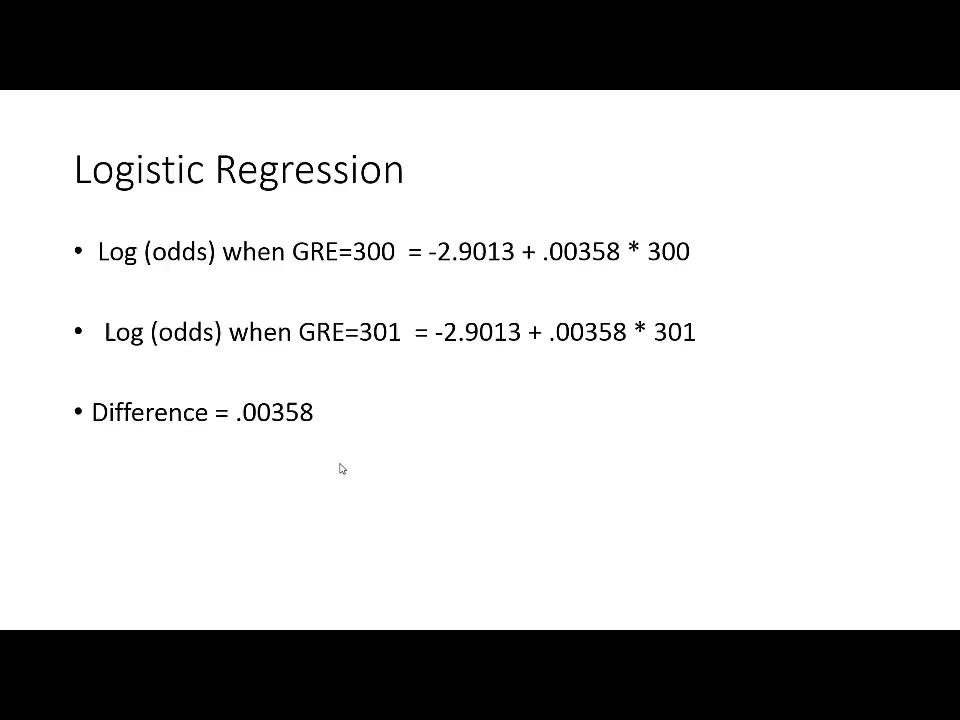 Logistic Regression
• Log (odds) when GRE=300 = -2.9013 + .00358 * 300
• Log (odds) when GRE=301 = -2.9013 + .00358 * 301
• Difference = .00358